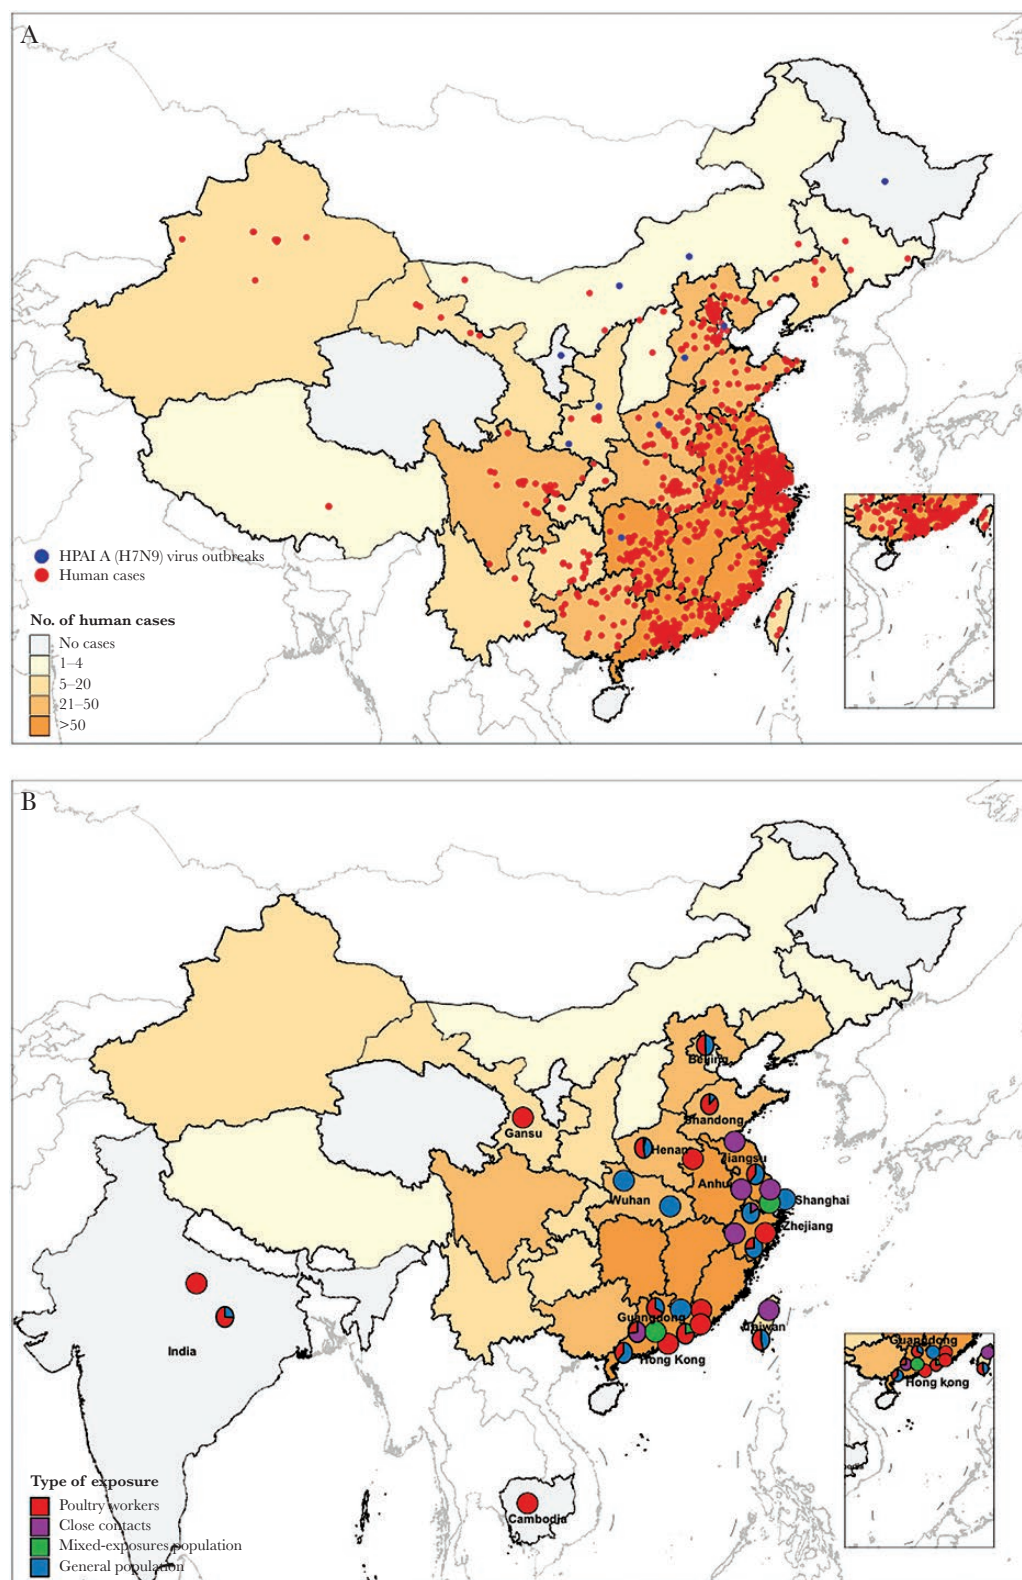 A
HPAI A (H7N9) virus outbreaks
Human cases
No. of human cases
No cases
1–4
5–20
21–50
>50
B
Beijing
Shandong
Gansu
Henan
Jiangsu
Anhui
Wuhan
Shanghai
Zhejiang
Guangdong
Taiwan
Hong Kong
India
Guangdong
Hong kong
Type of exposure
Poultry workers
Close contacts
Mixed-exposures population
General population
Cambodia